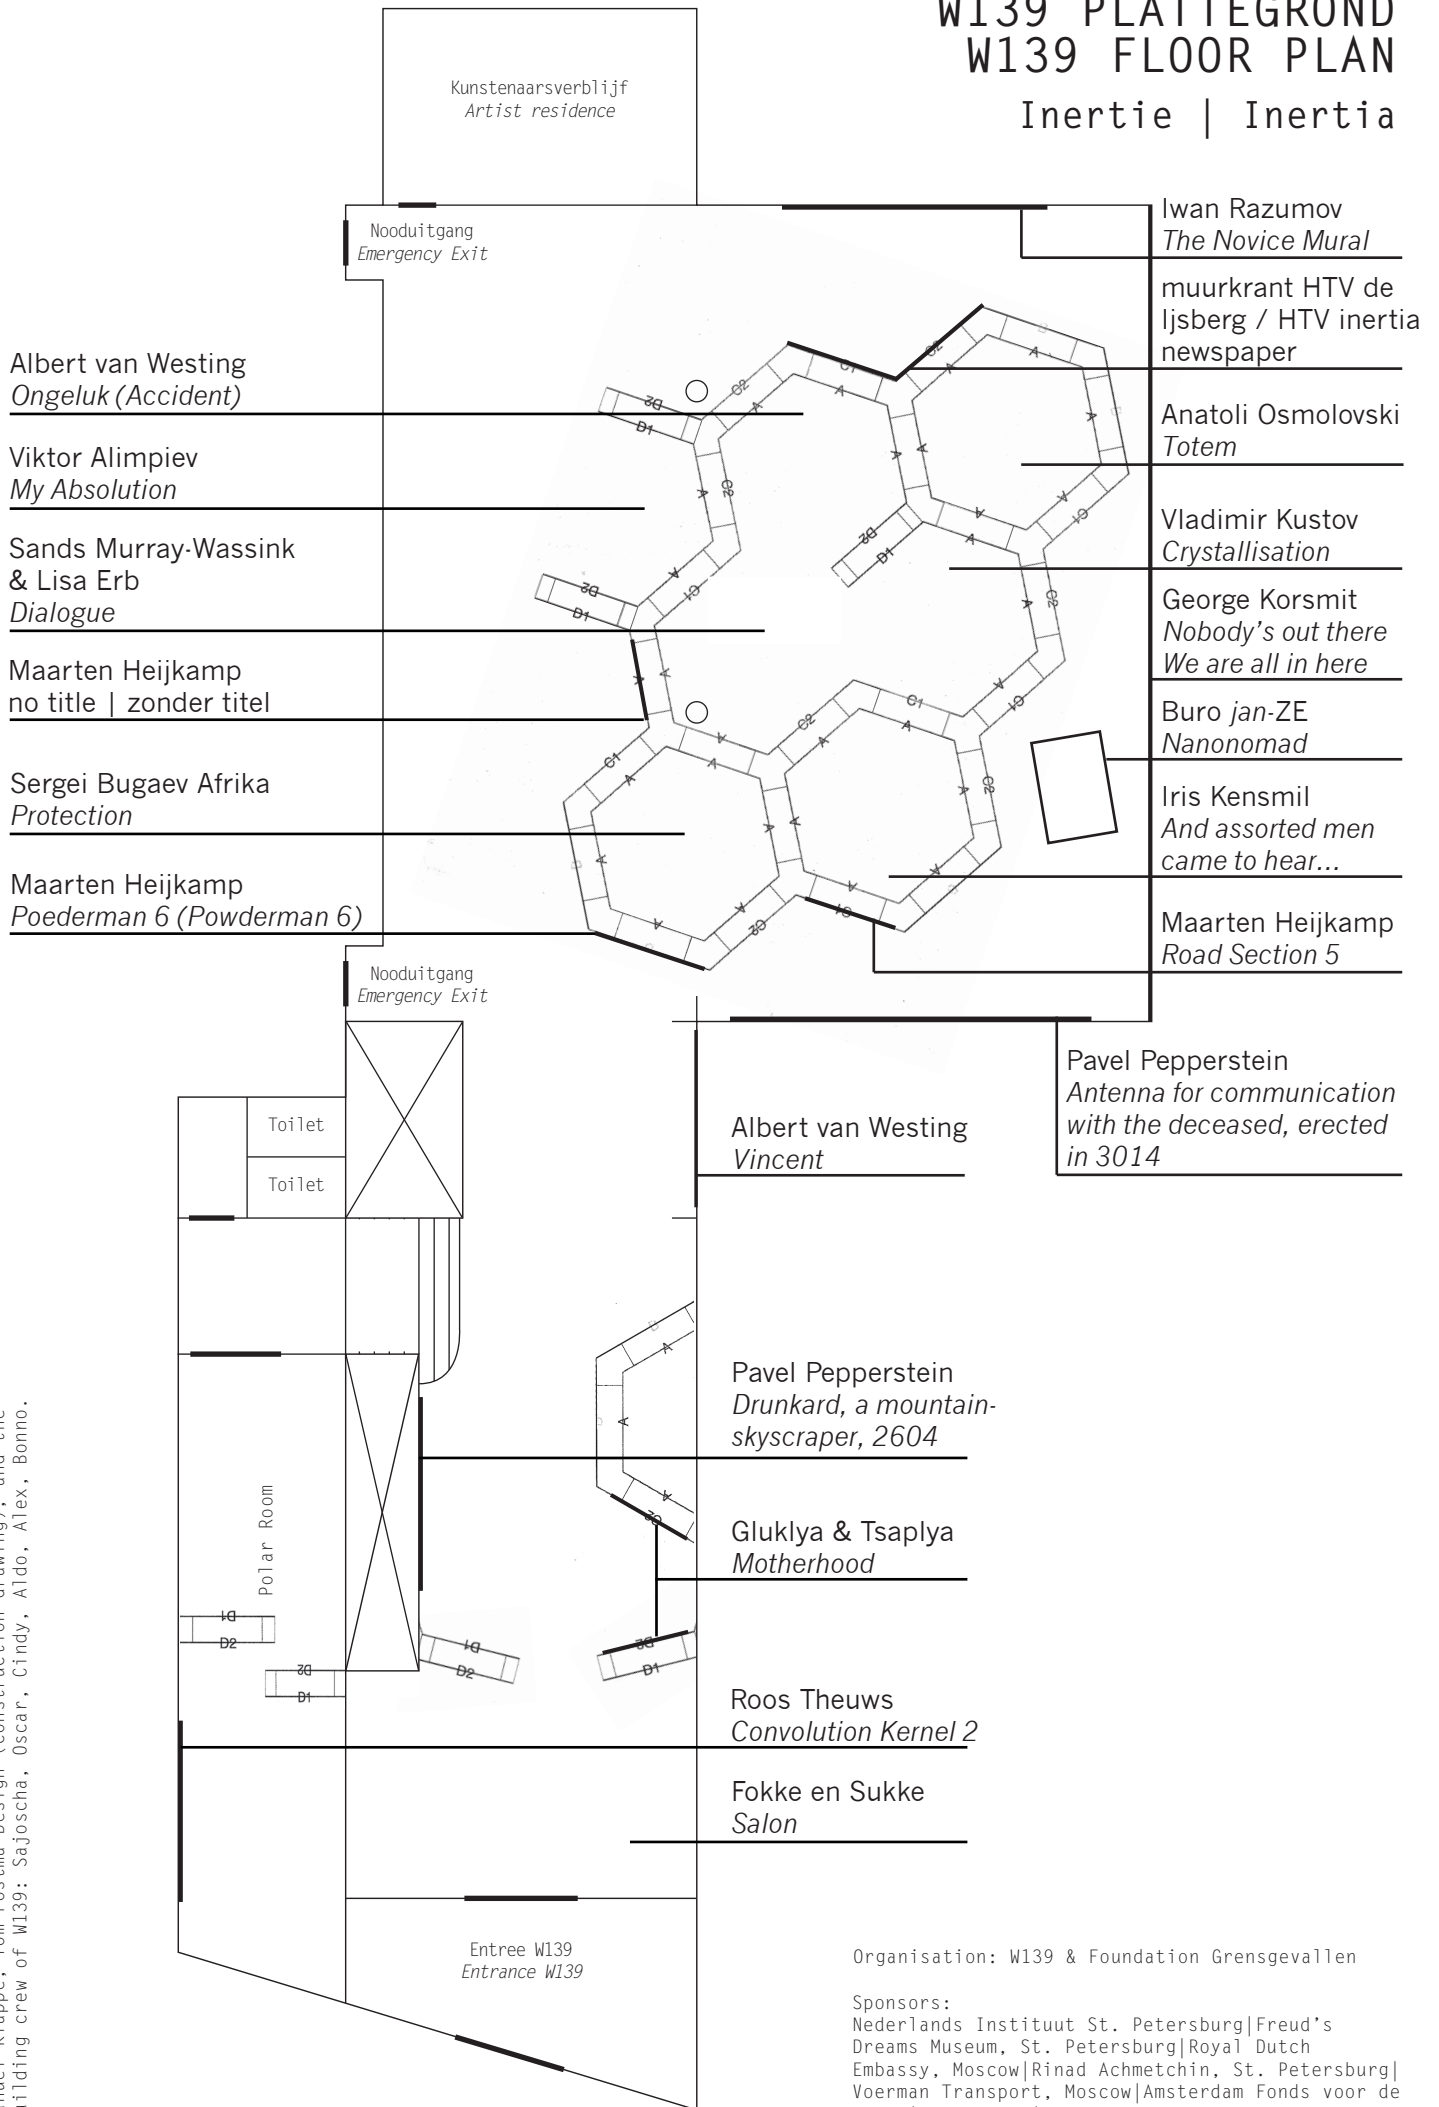 W139 PLATTEGROND
W139 FLOOR PLAN
Inertie | Inertia
Kunstenaarsverblijf
Artist residence
Nooduitgang
Emergency Exit
Iwan Razumov
The Novice Mural
muurkrant HTV de
Ijsberg / HTV inertia
newspaper
Anatoli Osmolovski
Totem
Vladimir Kustov
Crystallisation
George Korsmit
Nobody's out there
We are all in here
Buro jan-ZE
Nanonomad
Iris Kensmil
And assorted men
came to hear...
Maarten Heijkamp
Road Section 5
Albert van Westing
Ongeluk (Accident)
Viktor Alimpiev
My Absolution
Sands Murray-Wassink
& Lisa Erb
Dialogue
Maarten Heijkamp
no title | zonder titel
Sergei Bugaev Afrika
Protection
Maarten Heijkamp
Poederman 6 (Powderman 6)
Nooduitgang
Emergency Exit
Pavel Pepperstein
Antenna for communication
with the deceased, erected
in 3014
Albert van Westing
Vincent
Toilet
Toilet
Pavel Pepperstein
Drunkard, a mountain-
skyscraper, 2604
Polar Room
Gluklya & Tsaplya
Motherhood
D1
D2
D2
D1
D1
D2
D2
D1
Roos Theuws
Convolution Kernel 2
Fokke en Sukke
Salon
Entree W139
Entrance W139
Organisation: W139 & Foundation Grensgevallen
Sponsors:
Nederlands Instituut St. Petersburg|Freud's
Dreams Museum, St. Petersburg|Royal Dutch
Embassy, Moscow|Rinad Achmetchin, St. Petersburg|
Voerman Transport, Moscow|Amsterdam Fonds voor de
building crew of W139: Sajoscha, Oscar, Cindy, Aldo, Alex, Bonno.